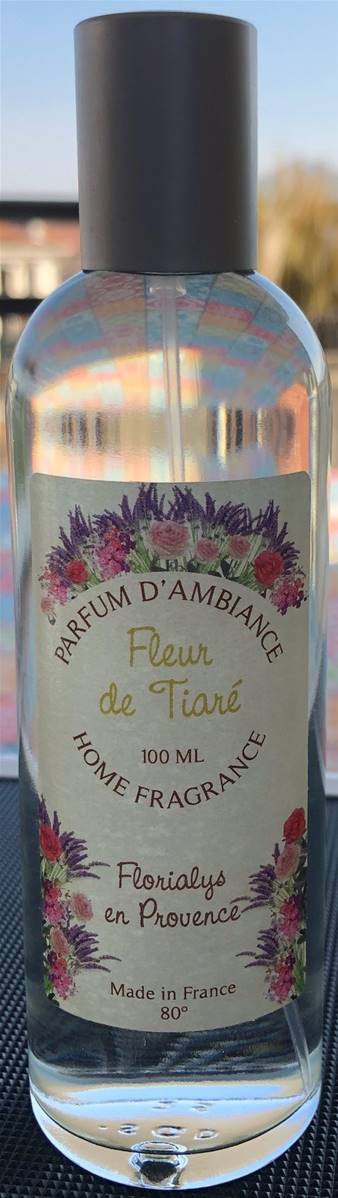 PARFUM D'AMBIANCE
Fleur
de Tiaré
100 ML
HOME FRAGRANCE
Florialys
en Provence
Made in France
80°